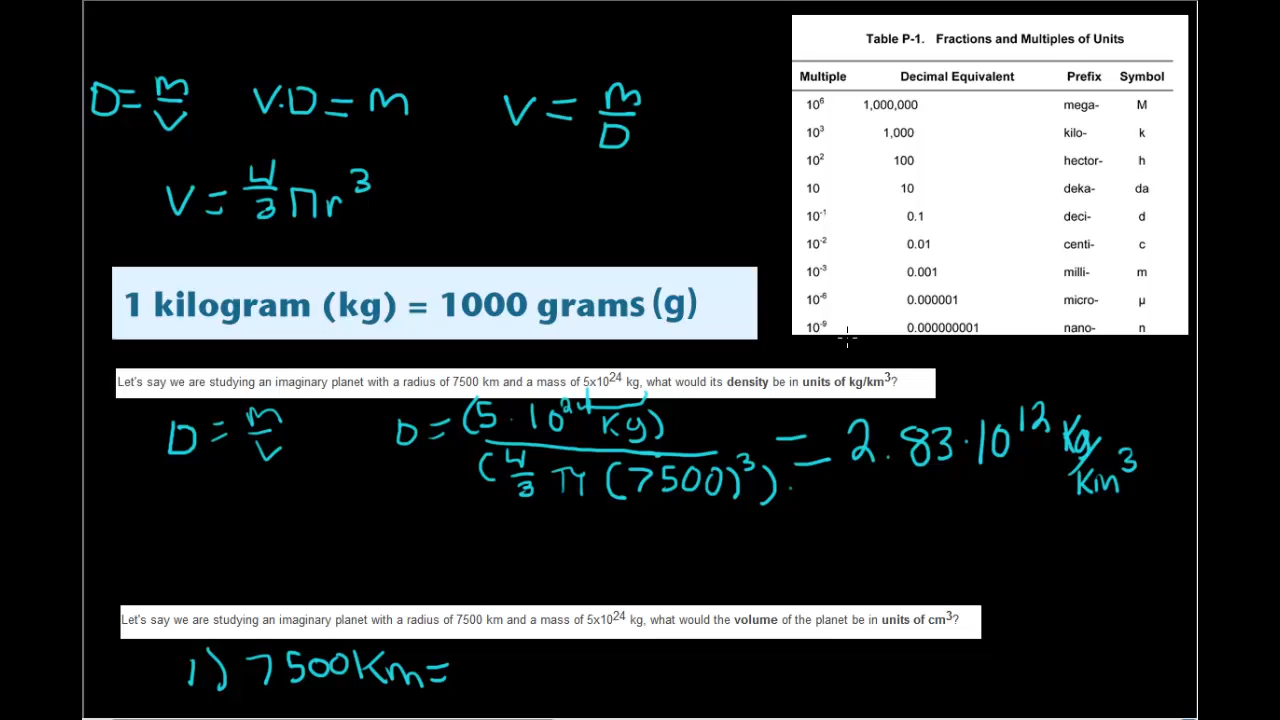 D = m/V V.D = m V = m/D
V = 4/3 πr³
1 kilogram (kg) = 1000 grams (g)
Table P-1. Fractions and Multiples of Units
Multiple Decimal Equivalent Prefix Symbol
10⁶ 1,000,000 mega- M
10³ 1,000 kilo- k
10² 100 hector- h
10 10 deka- da
10⁻¹ 0.1 deci- d
10⁻² 0.01 centi- c
10⁻³ 0.001 milli- m
10⁻⁶ 0.000001 micro- µ
10⁻⁹ 0.000000001 nano- n
Let's say we are studying an imaginary planet with a radius of 7500 km and a mass of 5x10²⁴ kg, what would its density be in units of kg/km³?
D = m/V D = (5 · 10²⁴ kg) / (4/3 π (7500)³) = 2.83 · 10¹² Kg/Km³
Let's say we are studying an imaginary planet with a radius of 7500 km and a mass of 5x10²⁴ kg, what would the volume of the planet be in units of cm³?
1) 7500Km =